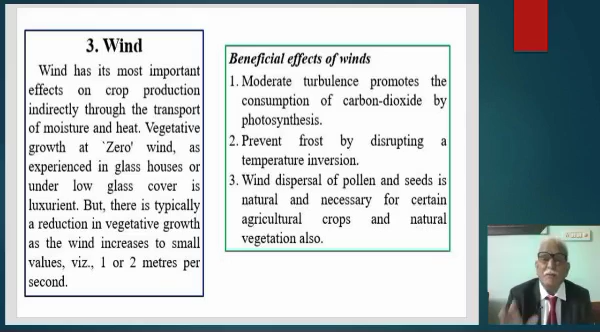 3. Wind
Wind has its most important
effects on crop production
indirectly through the transport
of moisture and heat. Vegetative
growth at `Zero' wind, as
experienced in glass houses or
under low glass cover is
luxurient. But, there is typically
a reduction in vegetative growth
as the wind increases to small
values, viz., 1 or 2 metres per
second.
Beneficial effects of winds
1. Moderate turbulence promotes the
consumption of carbon-dioxide by
photosynthesis.
2. Prevent frost by disrupting a
temperature inversion.
3. Wind dispersal of pollen and seeds is
natural and necessary for certain
agricultural crops and natural
vegetation also.